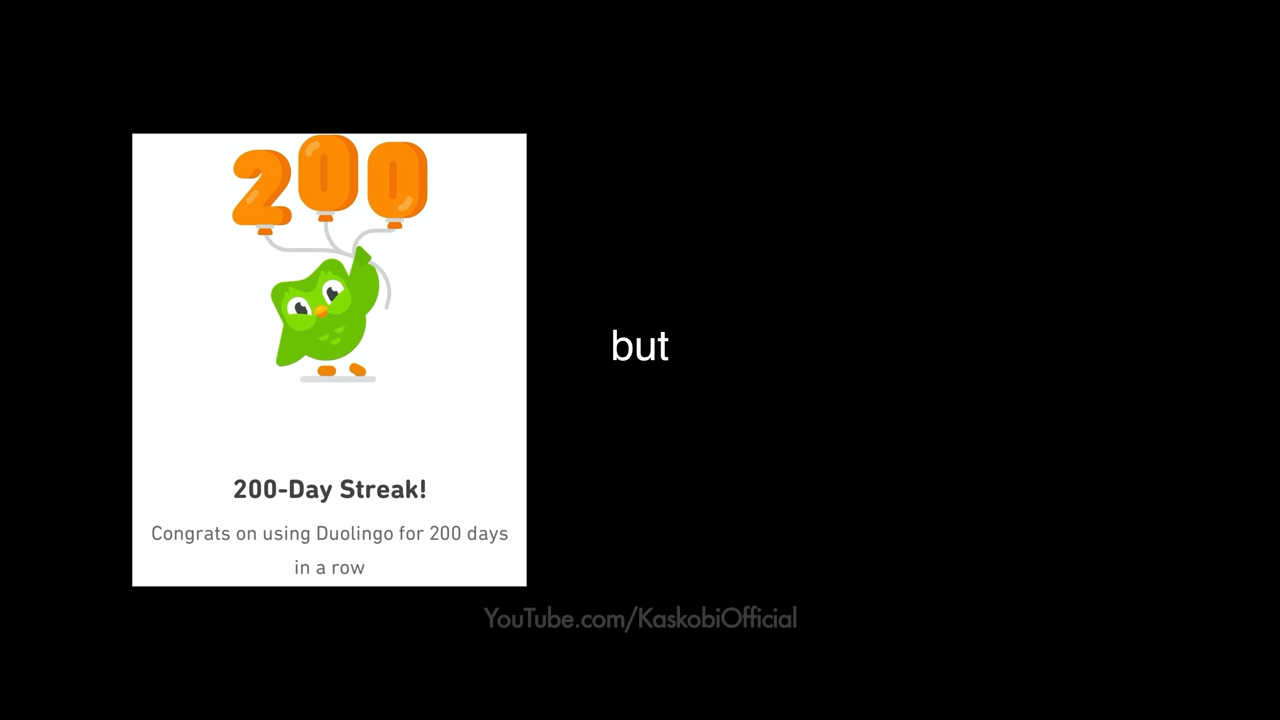 200
200-Day Streak!
Congrats on using Duolingo for 200 days
in a row
but
YouTube.com/KaskobiOfficial